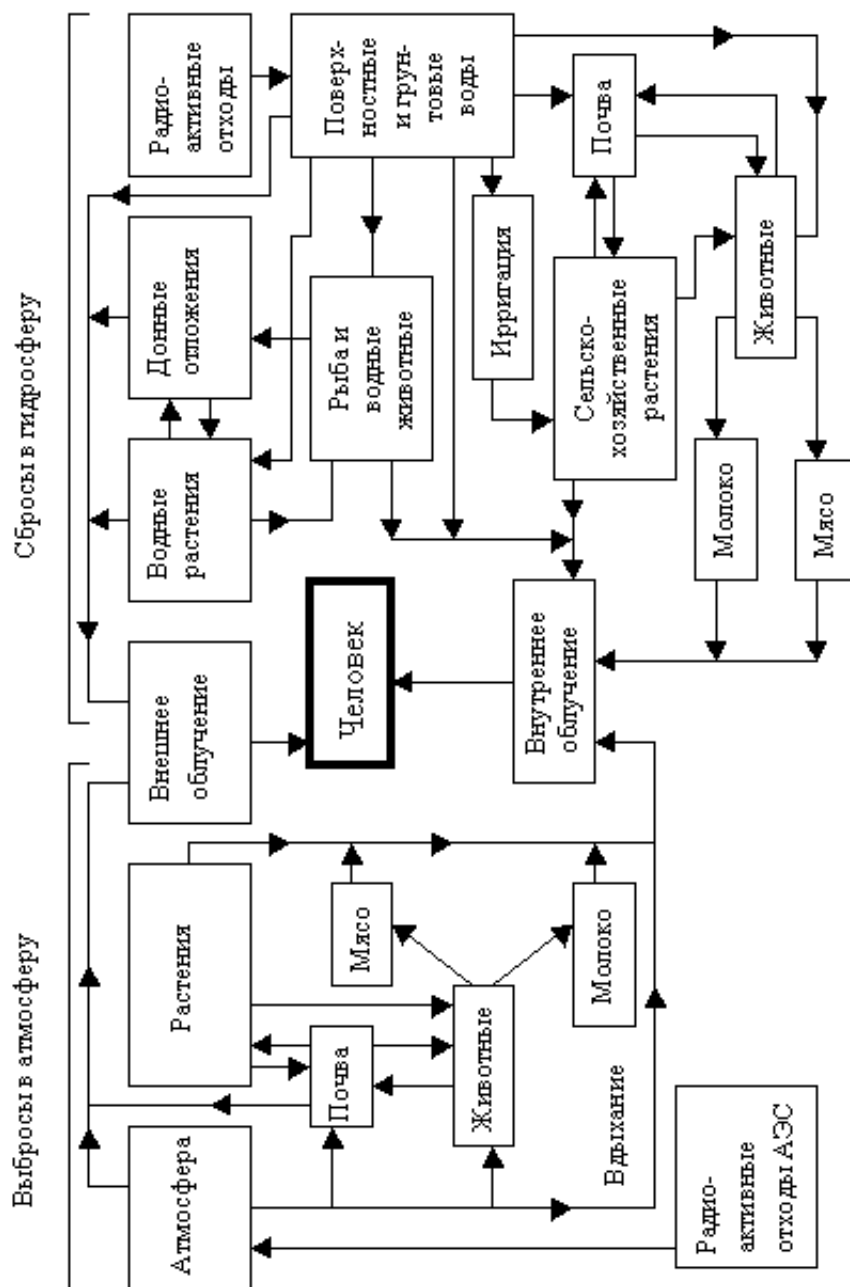 Выбросы в атмосферу
Сбросы в гидросферу
Атмосфера
Растения
Внешнее
облучение
Водные
растения
Донные
отложения
Радио-
активные
отходы
Почва
Мясо
Человек
Рыба и
водные
животные
Поверх-
ностные
и грун-
товые
воды
Животные
Молоко
Внутреннее
облучение
Ирригация
Сельско-
хозяйственные
растения
Почва
Вдыхание
Радио-
активные
отходы АЭС
Молоко
Мясо
Животные